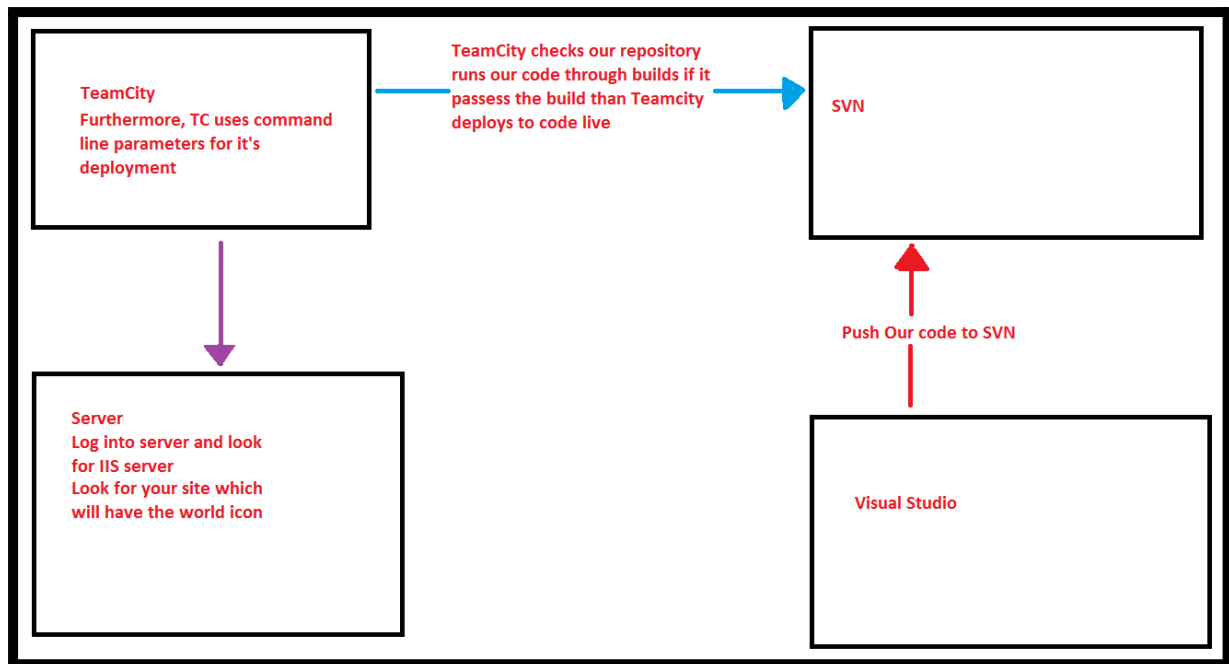 TeamCity
Furthermore, TC uses command
line parameters for it's
deployment
TeamCity checks our repository
runs our code through builds if it
passess the build than Teamcity
deploys to code live
SVN
Push Our code to SVN
Server
Log into server and look
for IIS server
Look for your site which
will have the world icon
Visual Studio